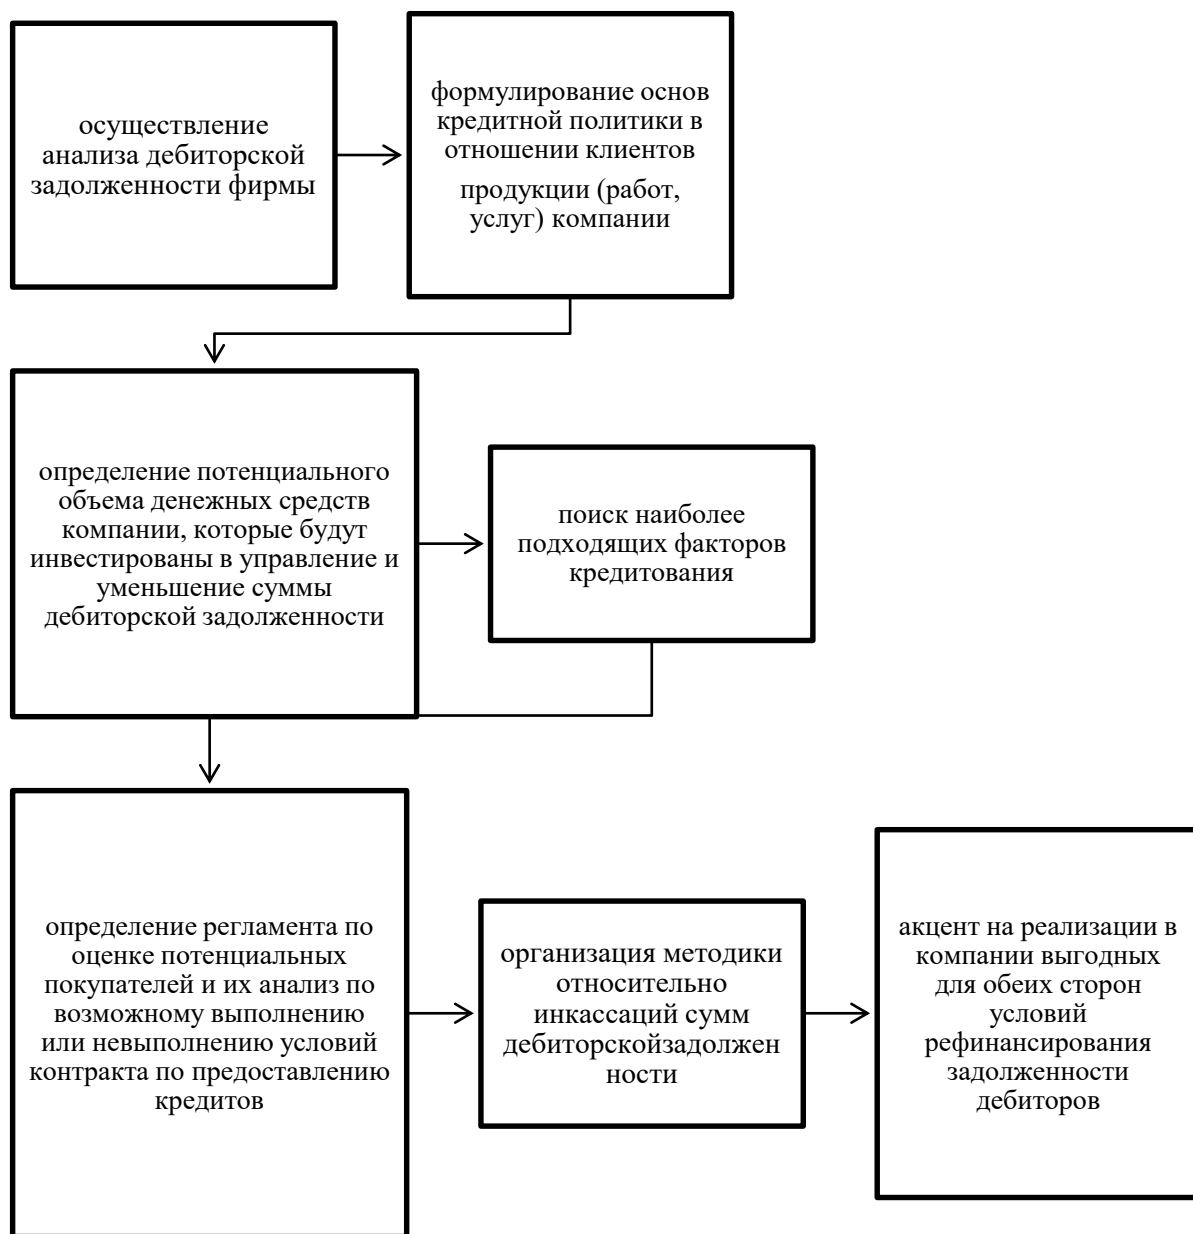 осуществление
анализа дебиторской
задолженности фирмы
формулирование основ
кредитной политики в
отношении клиентов
продукции (работ,
услуг) компании
определение потенциального
объема денежных средств
компании, которые будут
инвестированы в управление и
уменьшение суммы
дебиторской задолженности
поиск наиболее
подходящих факторов
кредитования
определение регламента по
оценке потенциальных
покупателей и их анализ по
возможному выполнению
или невыполнению условий
контракта по предоставлению
кредитов
организация методики
относительно
инкассаций сумм
дебиторскойзадолжен
ности
акцент на реализации в
компании выгодных
для обеих сторон
условий
рефинансирования
задолженности
дебиторов